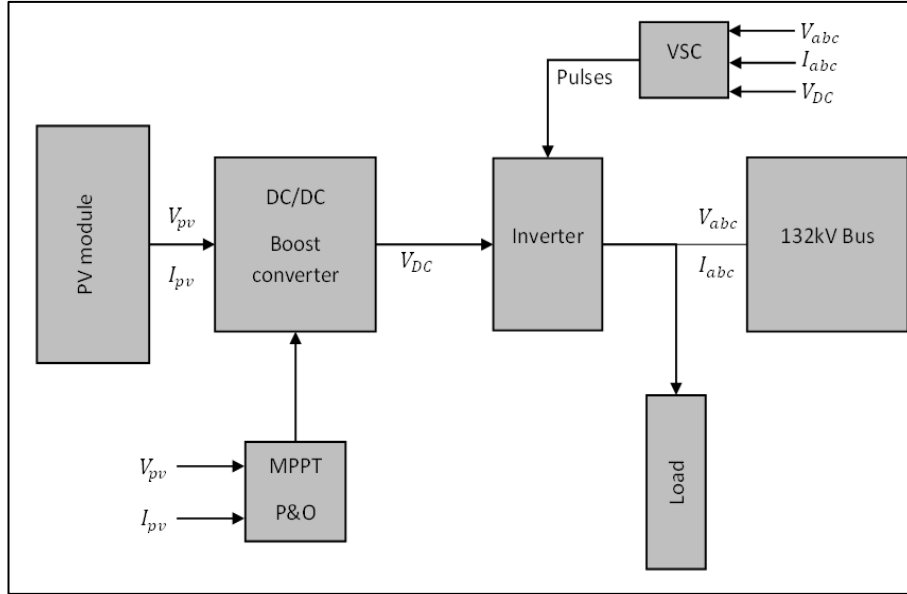 VSC
V_abc
I_abc
V_DC
Pulses
PV module
V_pv
I_pv
DC/DC
Boost
converter
V_DC
Inverter
V_abc
I_abc
132kV Bus
V_pv
I_pv
MPPT
P&O
Load